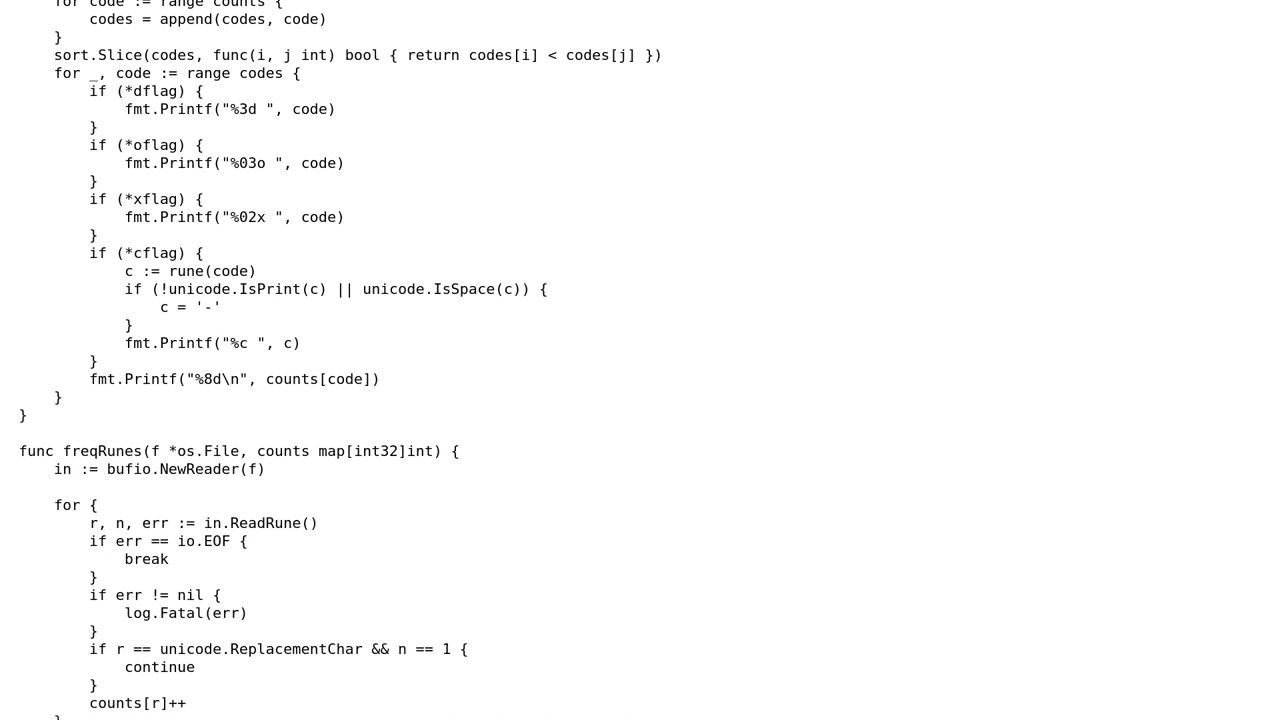 for code := range counts {
        codes = append(codes, code)
    }
    sort.Slice(codes, func(i, j int) bool { return codes[i] < codes[j] })
    for _, code := range codes {
        if (*dflag) {
            fmt.Printf("%3d ", code)
        }
        if (*oflag) {
            fmt.Printf("%03o ", code)
        }
        if (*xflag) {
            fmt.Printf("%02x ", code)
        }
        if (*cflag) {
            c := rune(code)
            if (!unicode.IsPrint(c) || unicode.IsSpace(c)) {
                c = '-'
            }
            fmt.Printf("%c ", c)
        }
        fmt.Printf("%8d\n", counts[code])
    }
}

func freqRunes(f *os.File, counts map[int32]int) {
    in := bufio.NewReader(f)

    for {
        r, n, err := in.ReadRune()
        if err == io.EOF {
            break
        }
        if err != nil {
            log.Fatal(err)
        }
        if r == unicode.ReplacementChar && n == 1 {
            continue
        }
        counts[r]++
    }